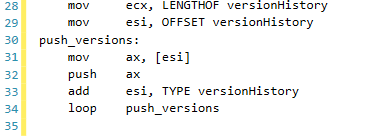 28 mov ecx, LENGTHOF versionHistory
29 mov esi, OFFSET versionHistory
30 push_versions:
31 mov ax, [esi]
32 push ax
33 add esi, TYPE versionHistory
34 loop push_versions
35